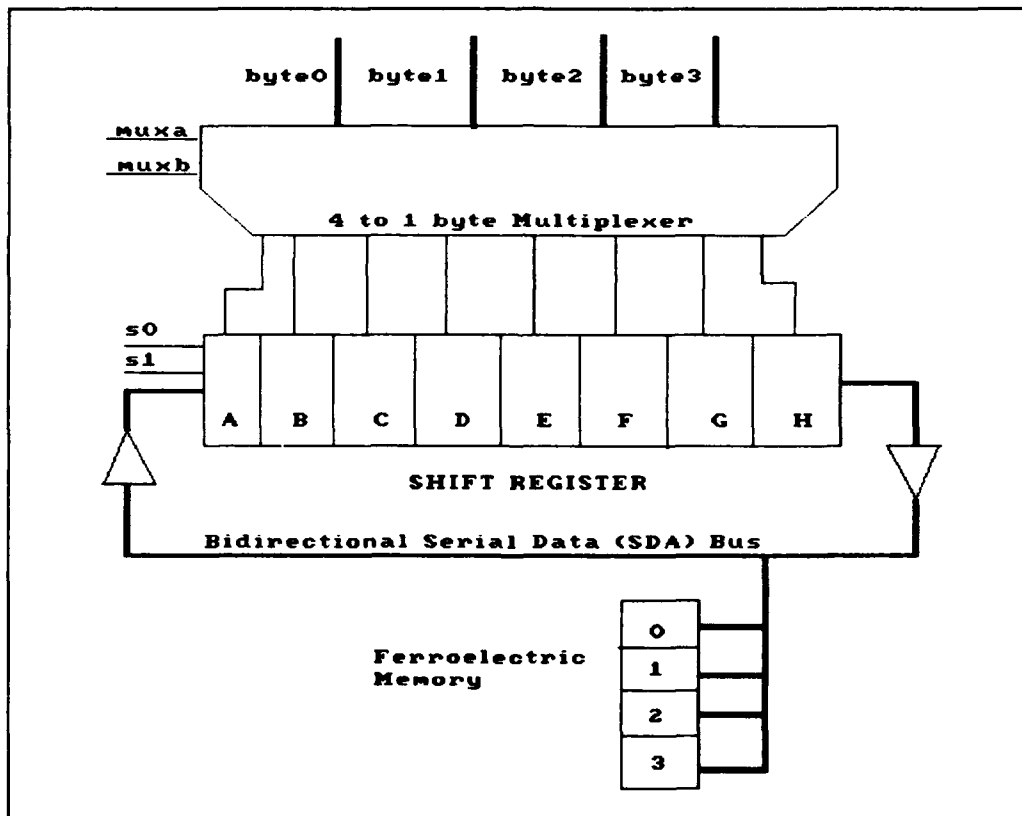 byte0 byte1 byte2 byte3
muxa
muxb
4 to 1 byte Multiplexer
s0
s1
A B C D E F G H
SHIFT REGISTER
Bidirectional Serial Data (SDA) Bus
0
Ferroelectric
1
Memory
2
3